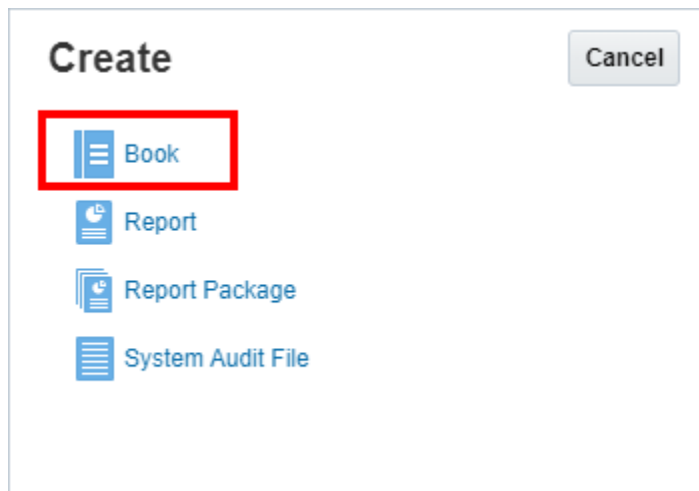 Create
Cancel
Book
Report
Report Package
System Audit File